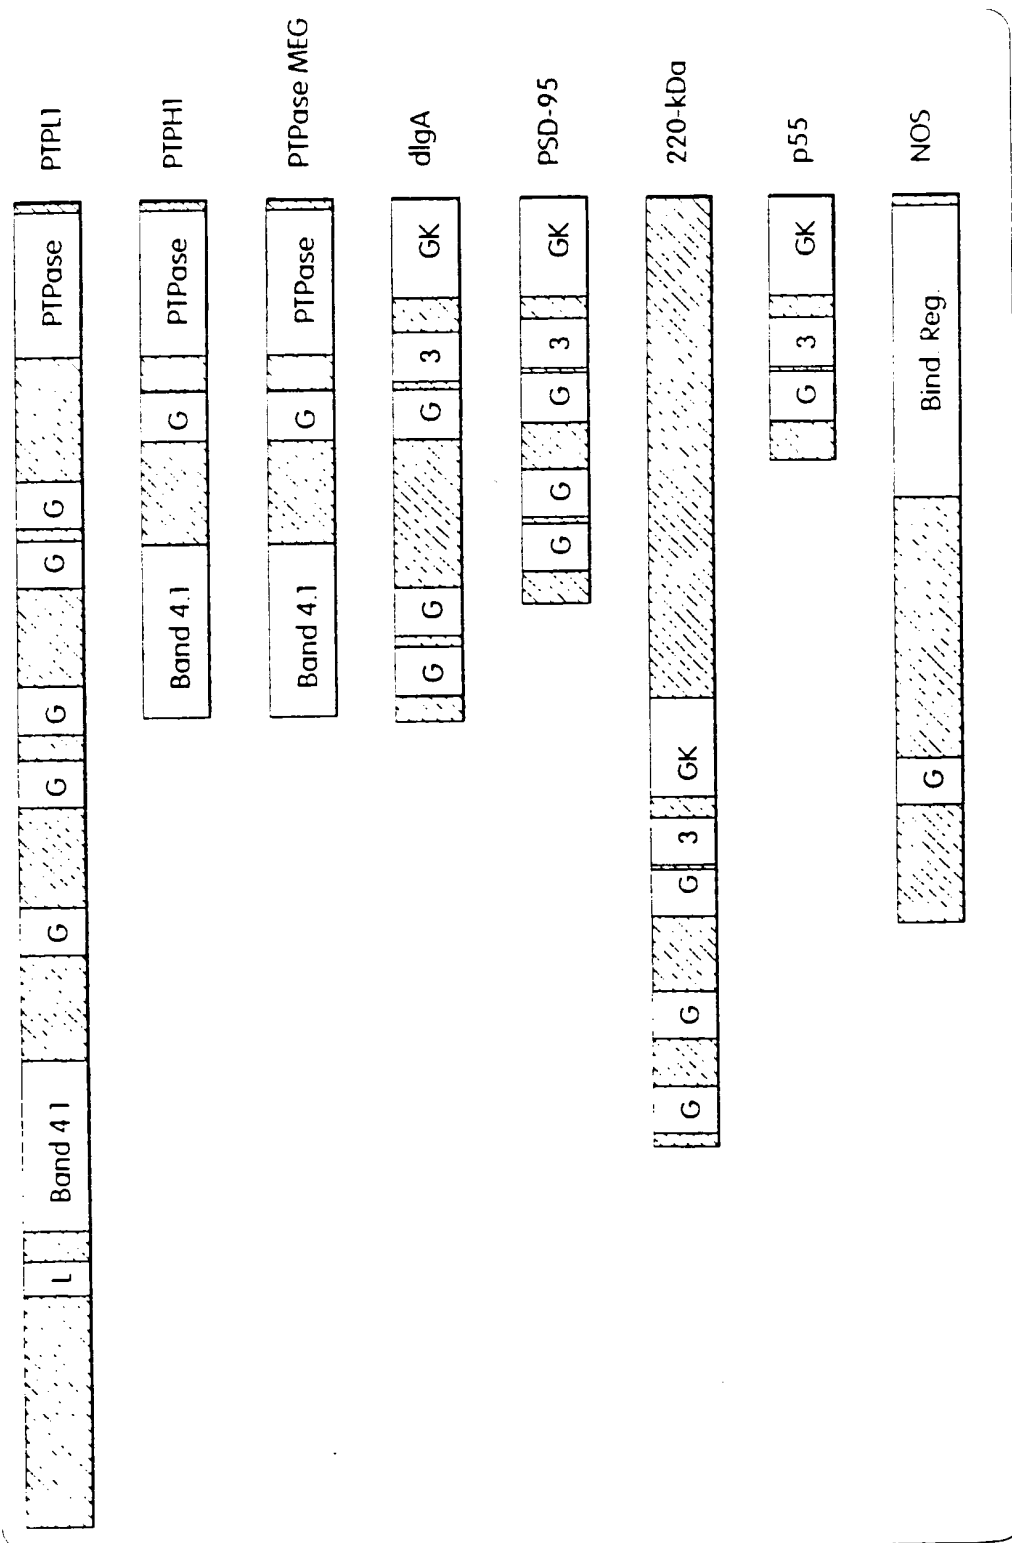 L Band 4 1 G G G G G PTPase PTPL1
Band 4.1 G PTPase PTPH1
Band 4.1 G PTPase PTPase MEG
G G G 3 GK dlgA
G G G 3 GK PSD-95
G G G 3 GK 220-kDa
G 3 GK p55
G Bind Reg. NOS